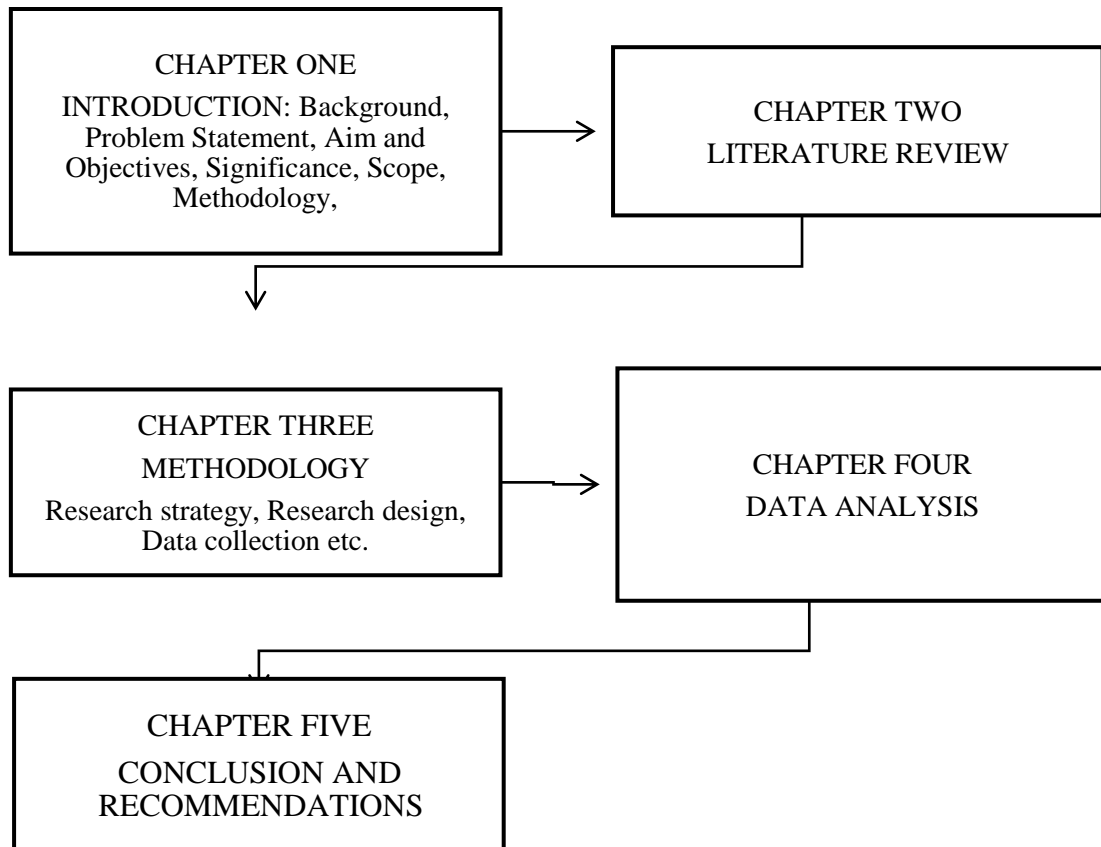 CHAPTER ONE
INTRODUCTION: Background,
Problem Statement, Aim and
Objectives, Significance, Scope,
Methodology,
CHAPTER TWO
LITERATURE REVIEW
CHAPTER THREE
METHODOLOGY
Research strategy, Research design,
Data collection etc.
CHAPTER FOUR
DATA ANALYSIS
CHAPTER FIVE
CONCLUSION AND
RECOMMENDATIONS